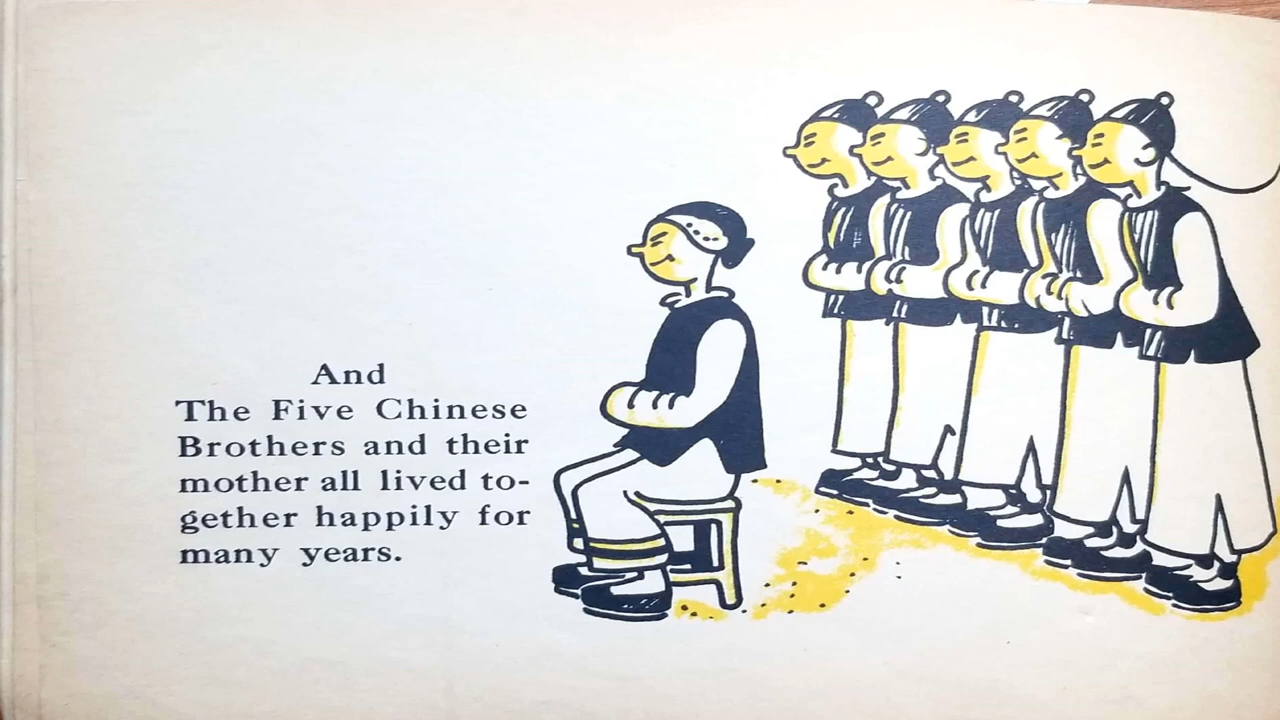 And
The Five Chinese
Brothers and their
mother all lived to-
gether happily for
many years.